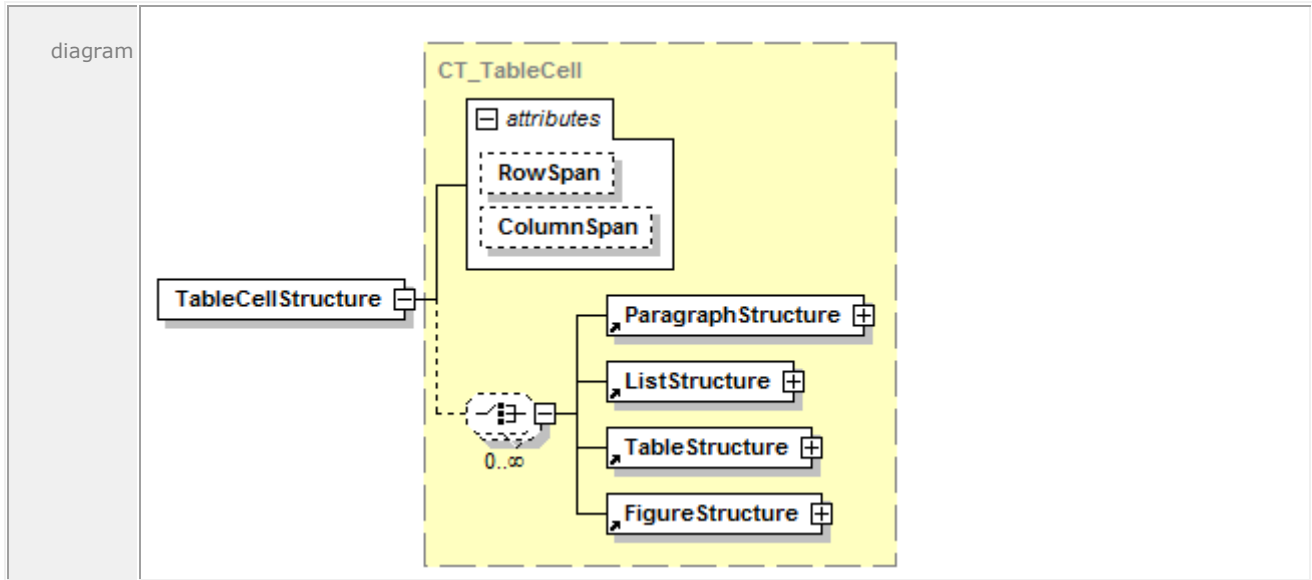 diagram
CT_TableCell
attributes
RowSpan
ColumnSpan
TableCellStructure
ParagraphStructure
ListStructure
TableStructure
FigureStructure
0..∞